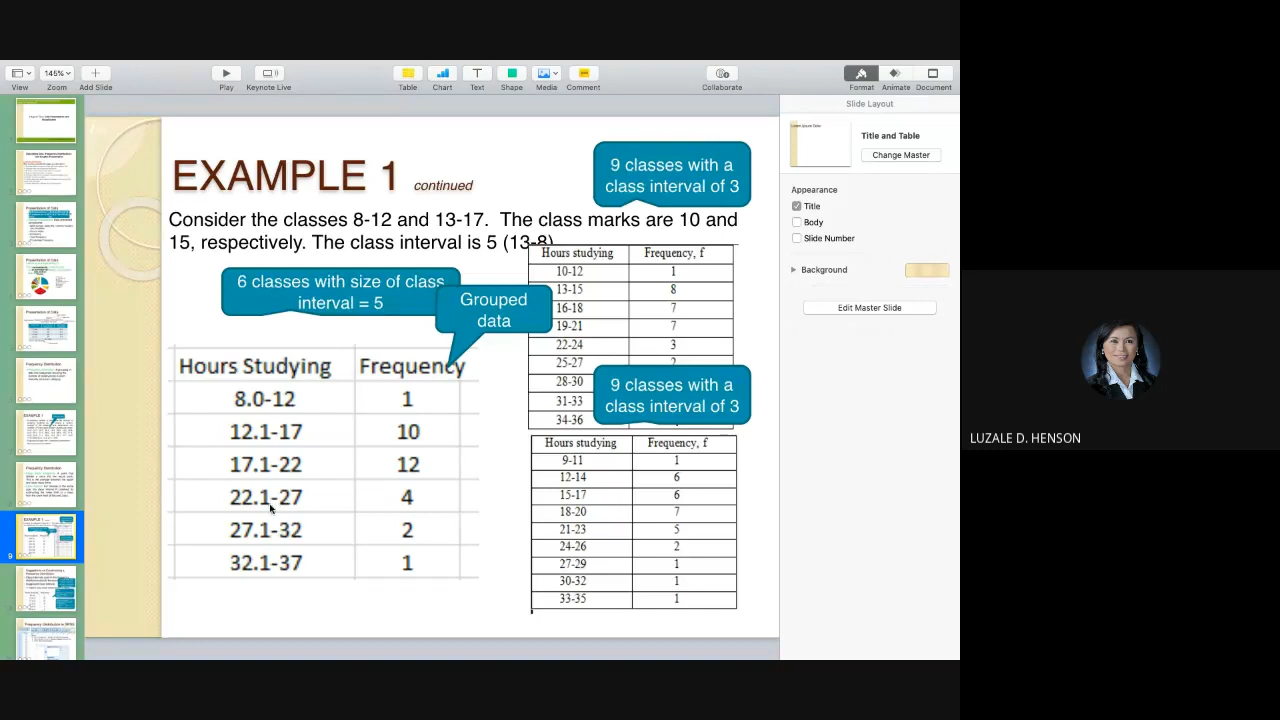 145%
View
Zoom
Add Slide
Play
Keynote Live
Table
Chart
Text
Shape
Media
Comment
Collaborate
Format
Animate
Document
EXAMPLE 1 continued
Consider the classes 8-12 and 13-17. The class marks are 10 and
15, respectively. The class interval is 5 (13-8)
9 classes with a
class interval of 3
6 classes with size of class
interval = 5
Grouped
data
Hours Studying Frequency
8.0-12 1
12.1-17 10
17.1-22 12
22.1-27 4
27.1-32 2
32.1-37 1
Hours studying Frequency, f
10-12 1
13-15 8
16-18 7
19-21 7
22-24 3
25-27 2
28-30
31-33
34-36
9 classes with a
class interval of 3
Hours studying Frequency, f
9-11 1
12-14 6
15-17 6
18-20 7
21-23 5
24-26 2
27-29 1
30-32 1
33-35 1
Slide Layout
Title and Table
Change Master
Appearance
Title
Body
Slide Number
Background
Edit Master Slide
9
EXAMPLE 1
Frequency Distribution
LUZALE D. HENSON